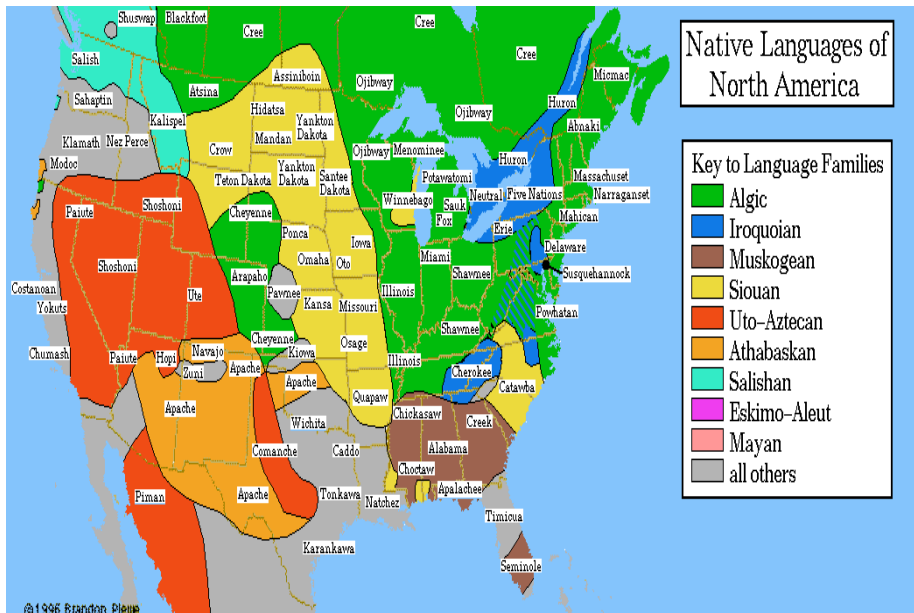 Native Languages of
North America
Key to Language Families
Algic
Iroquoian
Muskogean
Siouan
Uto-Aztecan
Athabaskan
Salishan
Eskimo-Aleut
Mayan
all others
Shuswap
Blackfoot
Cree
Cree
Cree
Salish
Assiniboin
Ojibway
Micmac
Atsina
Sahaptin
Hidatsa
Ojibway
Huron
Kalispel
Yankton
Dakota
Abnaki
Klamath
Nez Perce
Mandan
Crow
Ojibway
Menominee
Huron
Modoc
Teton Dakota
Yankton
Dakota
Santee
Dakota
Potawatomi
Massachuset
Winnebago
Sauk
Fox
Neutral
Five Nations
Narraganset
Paiute
Shoshoni
Cheyenne
Mahican
Ponca
Erie
Iowa
Delaware
Omaha
Oto
Miami
Shoshoni
Arapaho
Shawnee
Susquehannock
Costanoan
Ute
Pawnee
Illinois
Yokuts
Kansa
Missouri
Powhatan
Shawnee
Cheyenne
Osage
Chumash
Paiute
Hopi
Navajo
Kiowa
Illinois
Zuni
Apache
Apache
Cherokee
Catawba
Quapaw
Apache
Chickasaw
Creek
Wichita
Comanche
Caddo
Alabama
Choctaw
Piman
Apache
Tonkawa
Natchez
Apalachee
Timicua
Karankawa
Seminole
©1996 Brandon Plewe